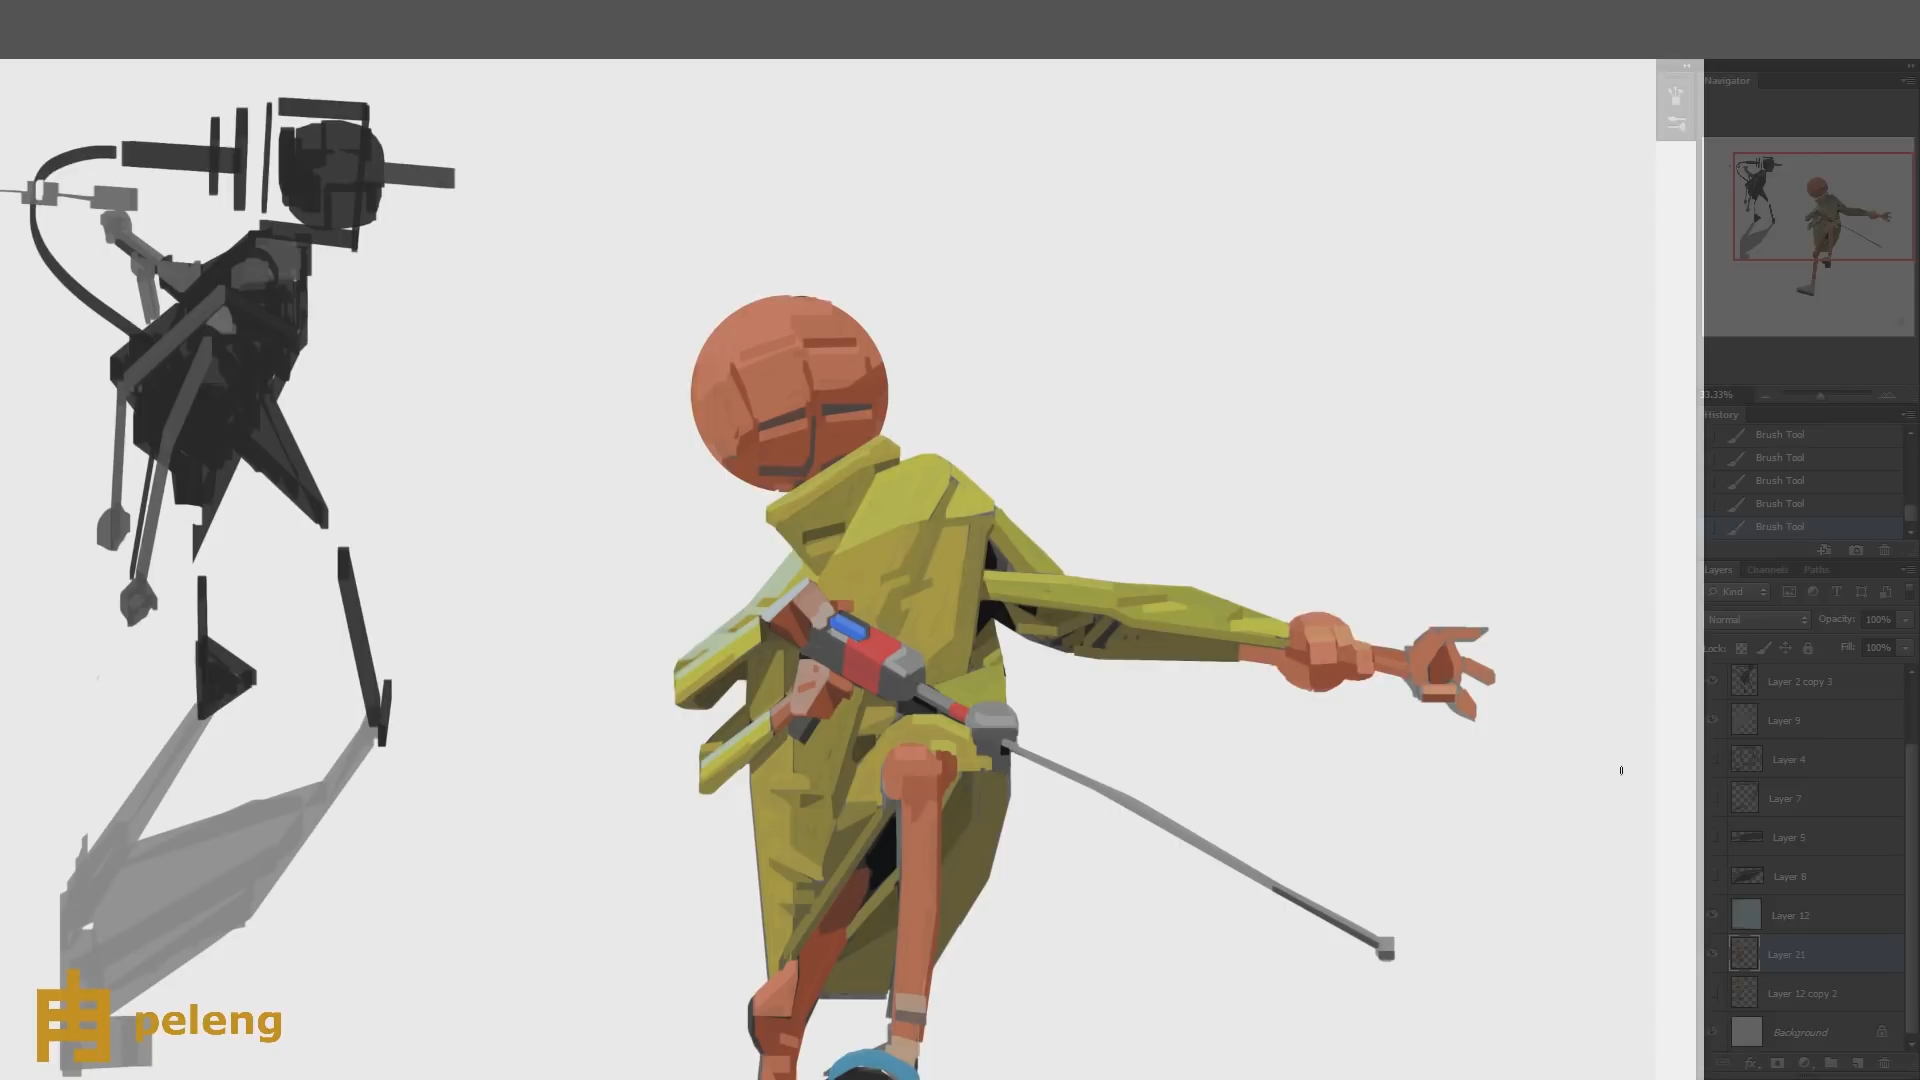 Navigator
33.33%
History
Brush Tool
Brush Tool
Brush Tool
Brush Tool
Brush Tool
Layers Channels Paths
Kind
Normal Opacity: 100%
Lock: Fill: 100%
Layer 2 copy 3
Layer 9
Layer 4
Layer 7
Layer 5
Layer 8
Layer 12
Layer 21
Layer 12 copy 2
Background
peleng